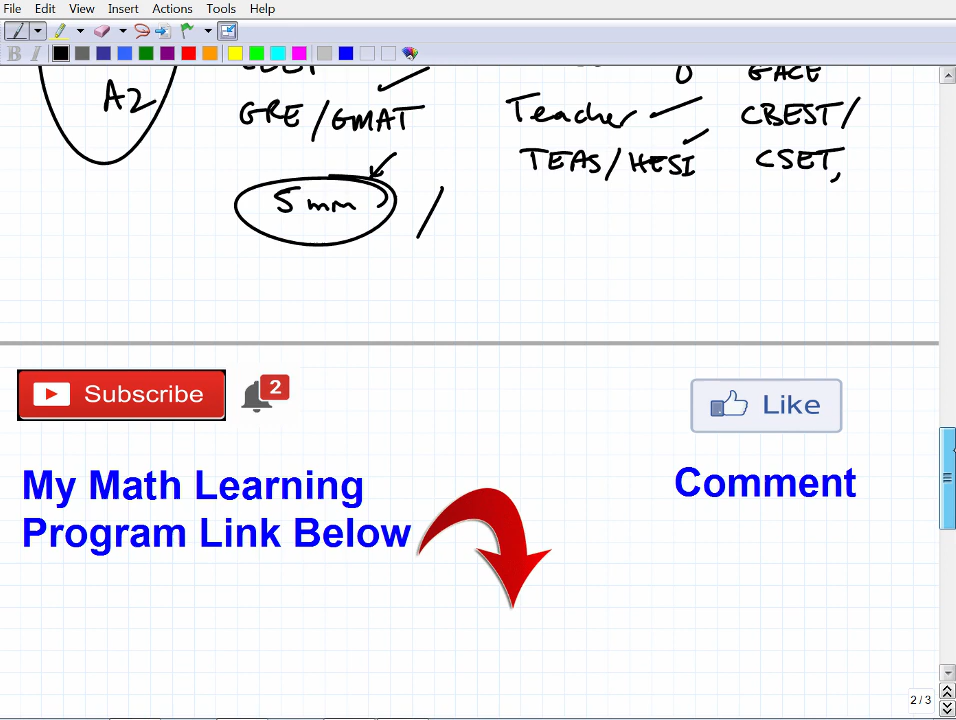 File Edit View Insert Actions Tools Help
B I
A2
GRE / GMAT
Teacher
GACE
CBEST /
TEAS / HESI
CSET,
5 mm /
Subscribe 2
Like
My Math Learning
Program Link Below
Comment
2 / 3